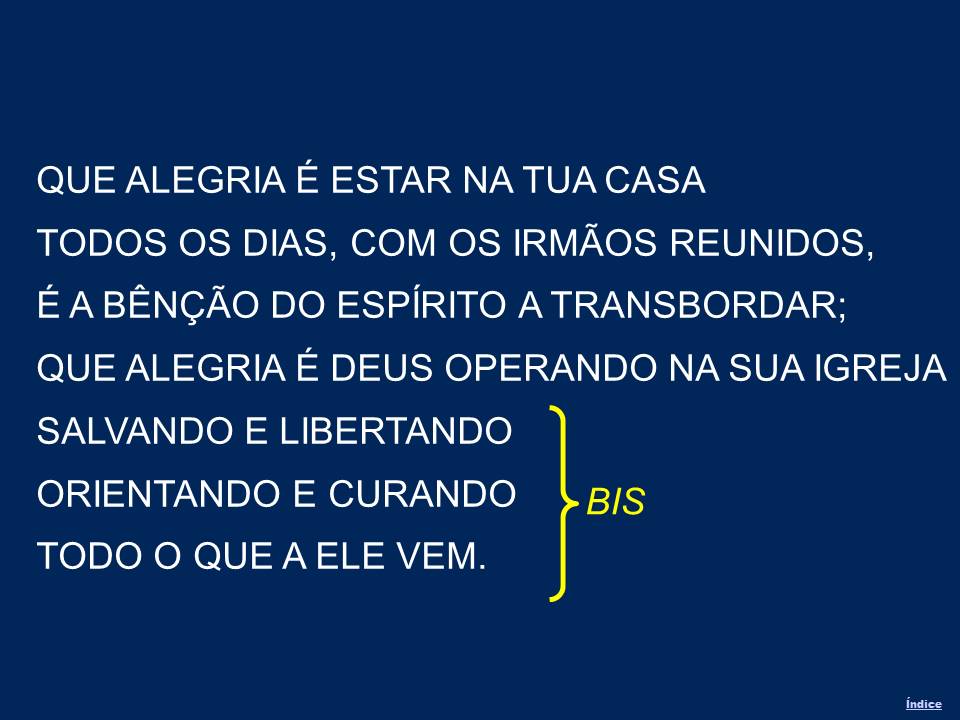 QUE ALEGRIA É ESTAR NA TUA CASA
TODOS OS DIAS, COM OS IRMÃOS REUNIDOS,
É A BÊNÇÃO DO ESPÍRITO A TRANSBORDAR;
QUE ALEGRIA É DEUS OPERANDO NA SUA IGREJA
SALVANDO E LIBERTANDO
ORIENTANDO E CURANDO
TODO O QUE A ELE VEM.
BIS
Índice